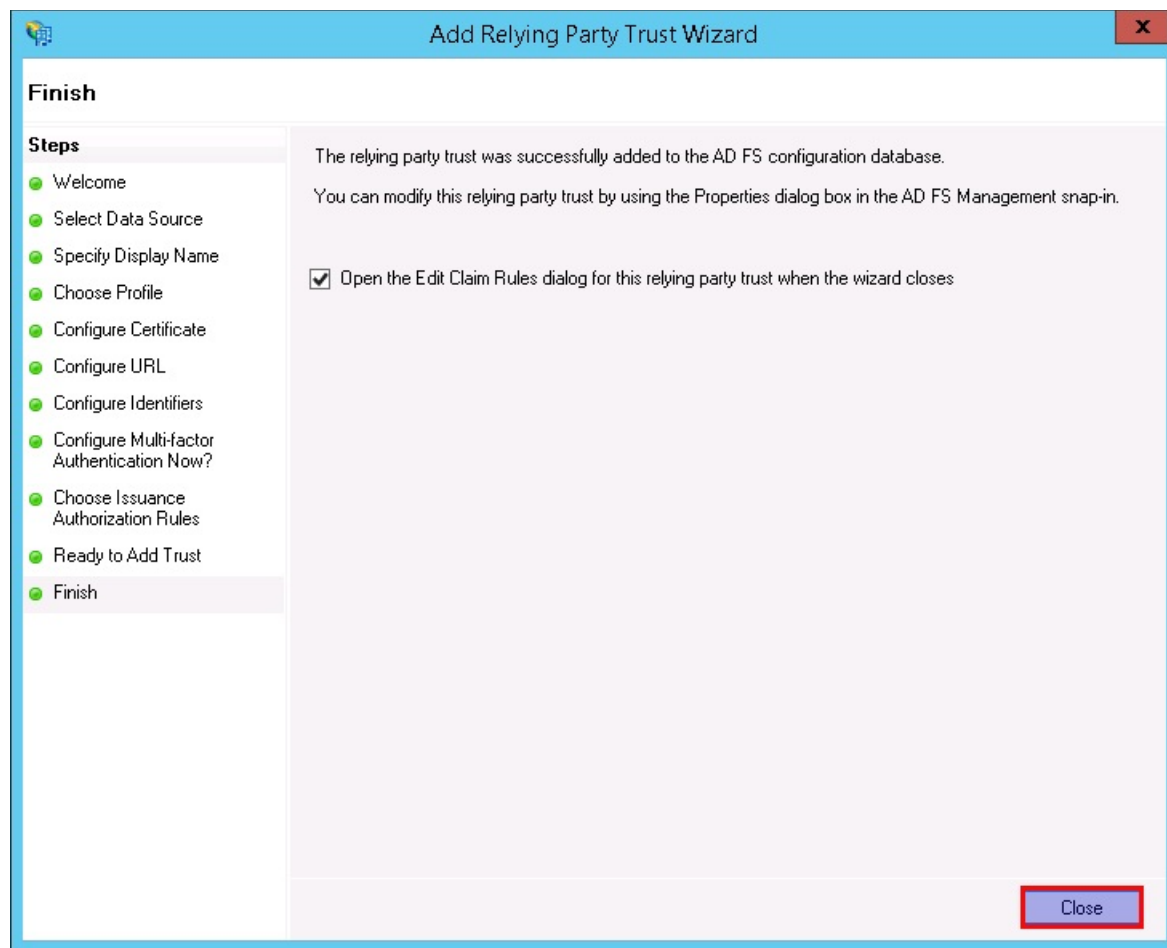 Add Relying Party Trust Wizard
x
Finish
Steps
Welcome
Select Data Source
Specify Display Name
Choose Profile
Configure Certificate
Configure URL
Configure Identifiers
Configure Multi-factor
Authentication Now?
Choose Issuance
Authorization Rules
Ready to Add Trust
Finish
The relying party trust was successfully added to the AD FS configuration database.
You can modify this relying party trust by using the Properties dialog box in the AD FS Management snap-in.
Open the Edit Claim Rules dialog for this relying party trust when the wizard closes
Close